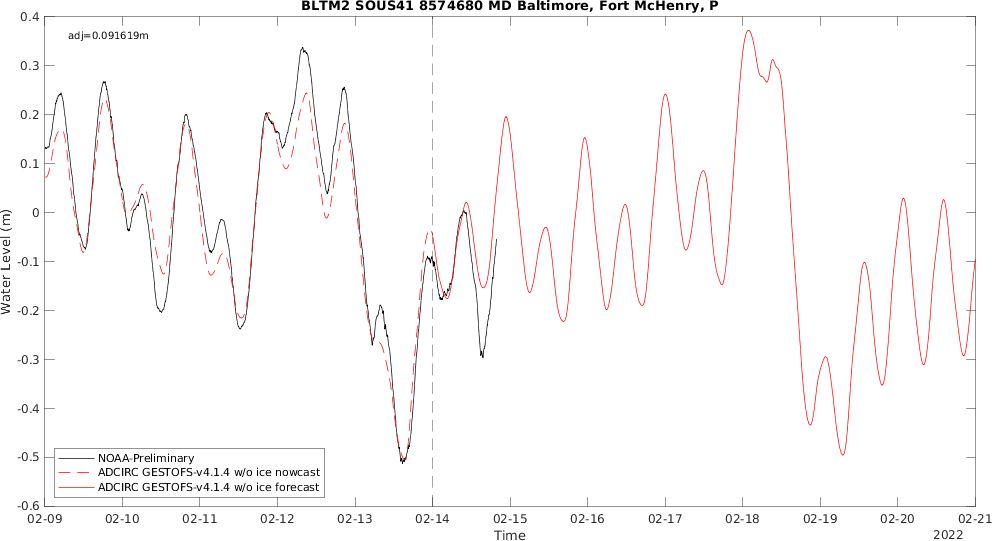 BLTM2 SOUS41 8574680 MD Baltimore, Fort McHenry, P
adj=0.091619m
0.4
0.3
0.2
0.1
0
-0.1
-0.2
-0.3
-0.4
-0.5
-0.6
Water Level (m)
NOAA-Preliminary
ADCIRC GESTOFS-v4.1.4 w/o ice nowcast
ADCIRC GESTOFS-v4.1.4 w/o ice forecast
02-09 02-10 02-11 02-12 02-13 02-14 02-15 02-16 02-17 02-18 02-19 02-20 02-21
Time
2022